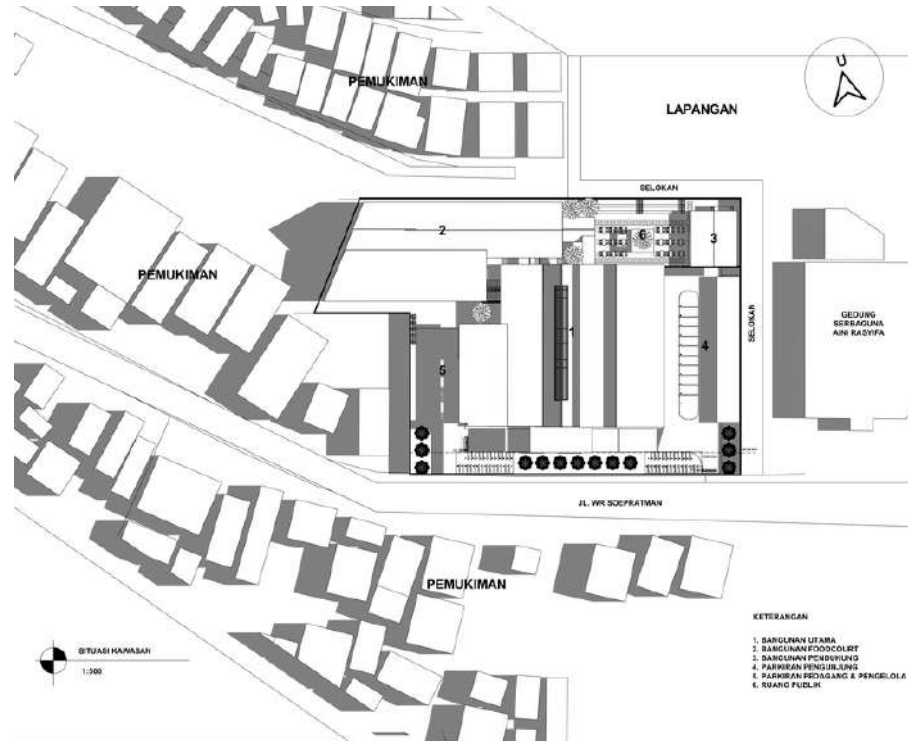 U
PEMUKIMAN
LAPANGAN
SELOKAN
2
6
3
PEMUKIMAN
SELOKAN
GEDUNG
SERBAGUNA
AINI RASYIFA
1
4
5
JL. WR SOEPRATMAN
PEMUKIMAN
KETERANGAN
1. BANGUNAN UTAMA
2. BANGUNAN FOODCOURT
3. BANGUNAN PENDUKUNG
4. PARKIRAN PENGUNJUNG
5. PARKIRAN PEDAGANG & PENGELOLA
6. RUANG PUBLIK
SITUASI KAWASAN
1:500